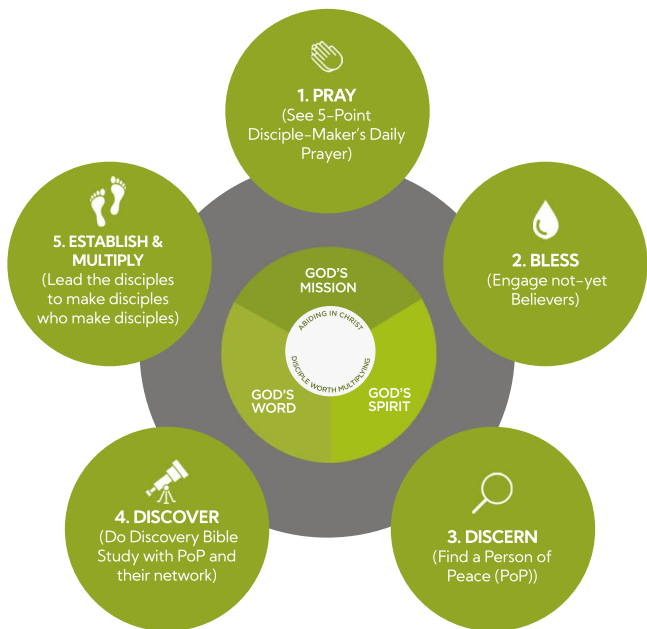 1. PRAY
(See 5-Point
Disciple-Maker's Daily
Prayer)
2. BLESS
(Engage not-yet
Believers)
3. DISCERN
(Find a Person of
Peace (PoP))
4. DISCOVER
(Do Discovery Bible
Study with PoP and
their network)
5. ESTABLISH &
MULTIPLY
(Lead the disciples
to make disciples
who make disciples)
GOD'S
MISSION
GOD'S
SPIRIT
GOD'S
WORD
ABIDING IN CHRIST
DISCIPLE WORTH MULTIPLYING